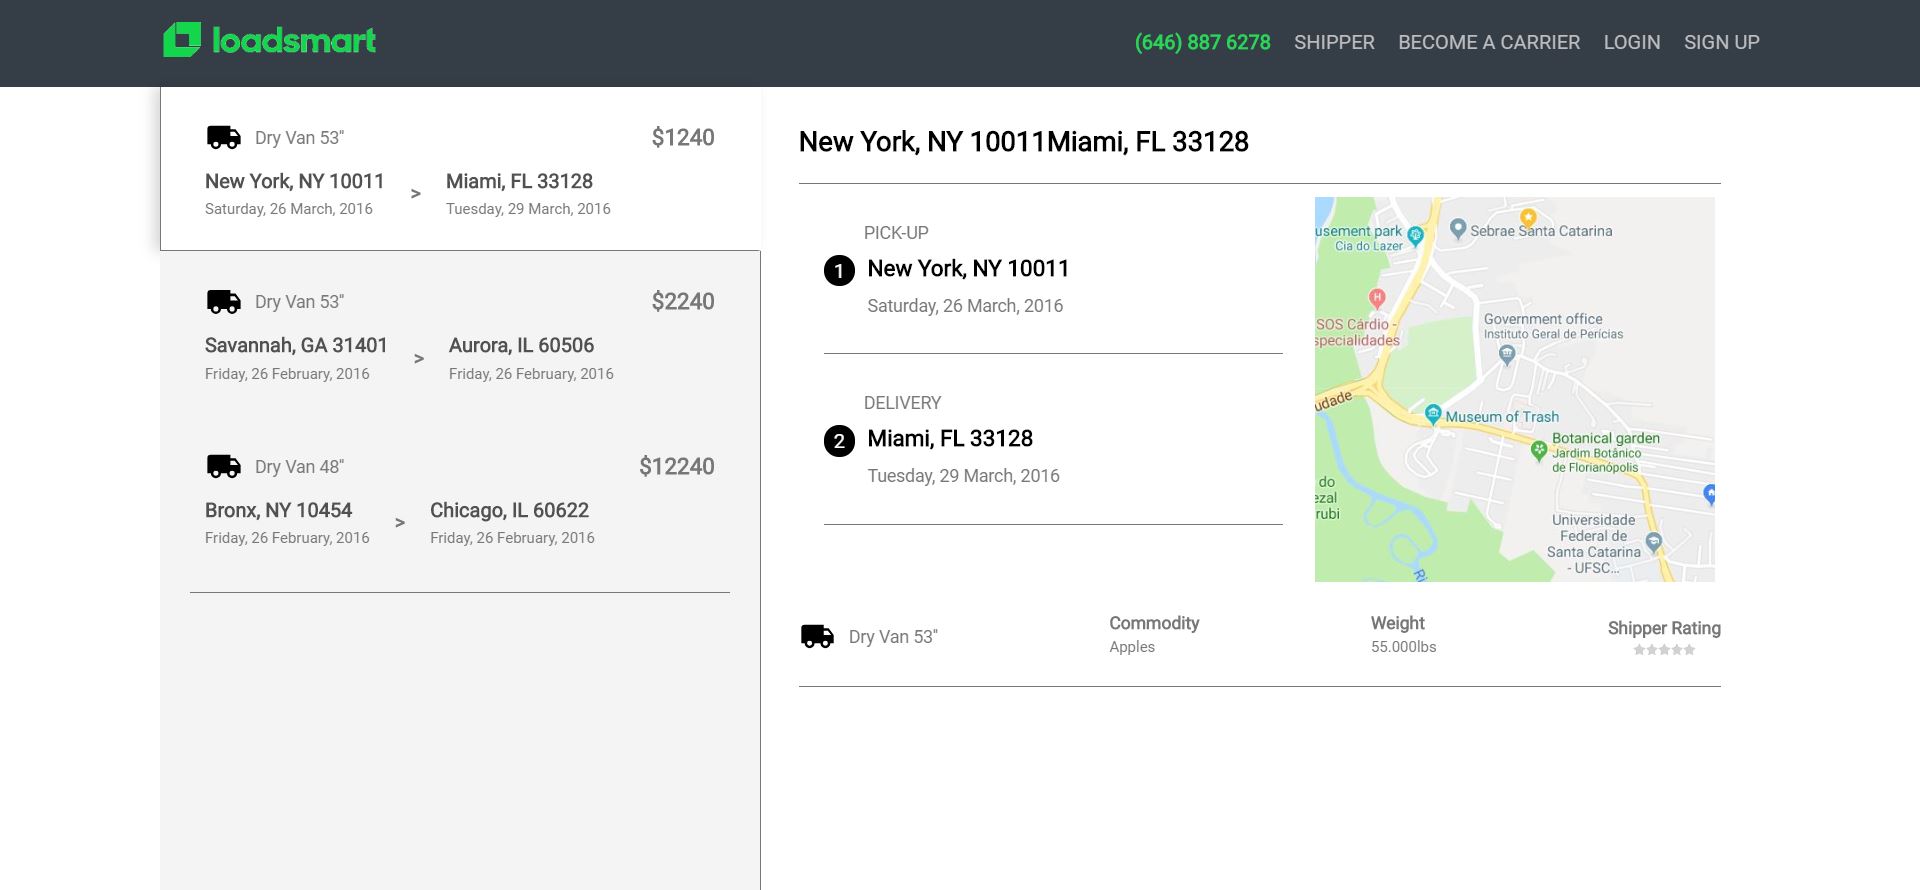 loadsmart
(646) 887 6278 SHIPPER BECOME A CARRIER LOGIN SIGN UP
Dry Van 53" $1240
New York, NY 10011 > Miami, FL 33128
Saturday, 26 March, 2016 Tuesday, 29 March, 2016
Dry Van 53" $2240
Savannah, GA 31401 > Aurora, IL 60506
Friday, 26 February, 2016 Friday, 26 February, 2016
Dry Van 48" $12240
Bronx, NY 10454 > Chicago, IL 60622
Friday, 26 February, 2016 Friday, 26 February, 2016
New York, NY 10011Miami, FL 33128
PICK-UP
1 New York, NY 10011
Saturday, 26 March, 2016
DELIVERY
2 Miami, FL 33128
Tuesday, 29 March, 2016
usement park
Cia do Lazer
Sebrae Santa Catarina
H
SOS Cárdio -
specialidades
Government office
Instituto Geral de Perícias
udade
Museum of Trash
Botanical garden
Jardim Botânico
de Florianópolis
do
ezal
rubi
Universidade
Federal de
Santa Catarina
- UFSC...
Ri
Dry Van 53"
Commodity
Apples
Weight
55.000lbs
Shipper Rating